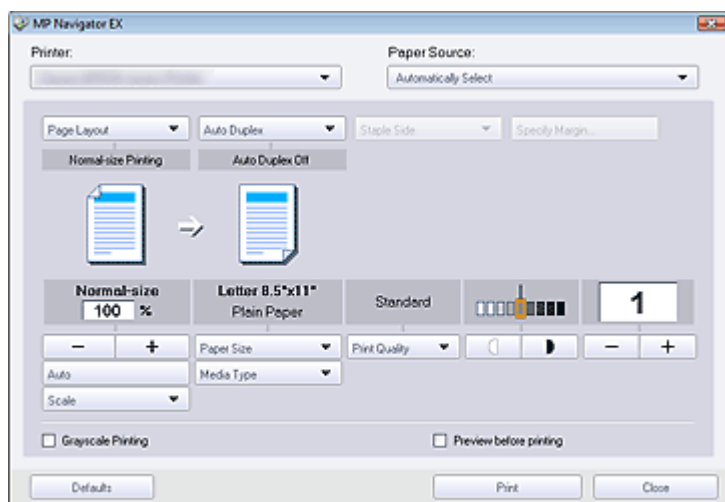 MP Navigator EX
Printer: Paper Source:
Automatically Select
Page Layout Auto Duplex Staple Side Specify Margin...
Normal-size Printing Auto Duplex Off
Normal-size Letter 8.5"x11" Standard 1
100 % Plain Paper
- + Paper Size Print Quality - +
Auto Media Type
Scale
Grayscale Printing Preview before printing
Defaults Print Close